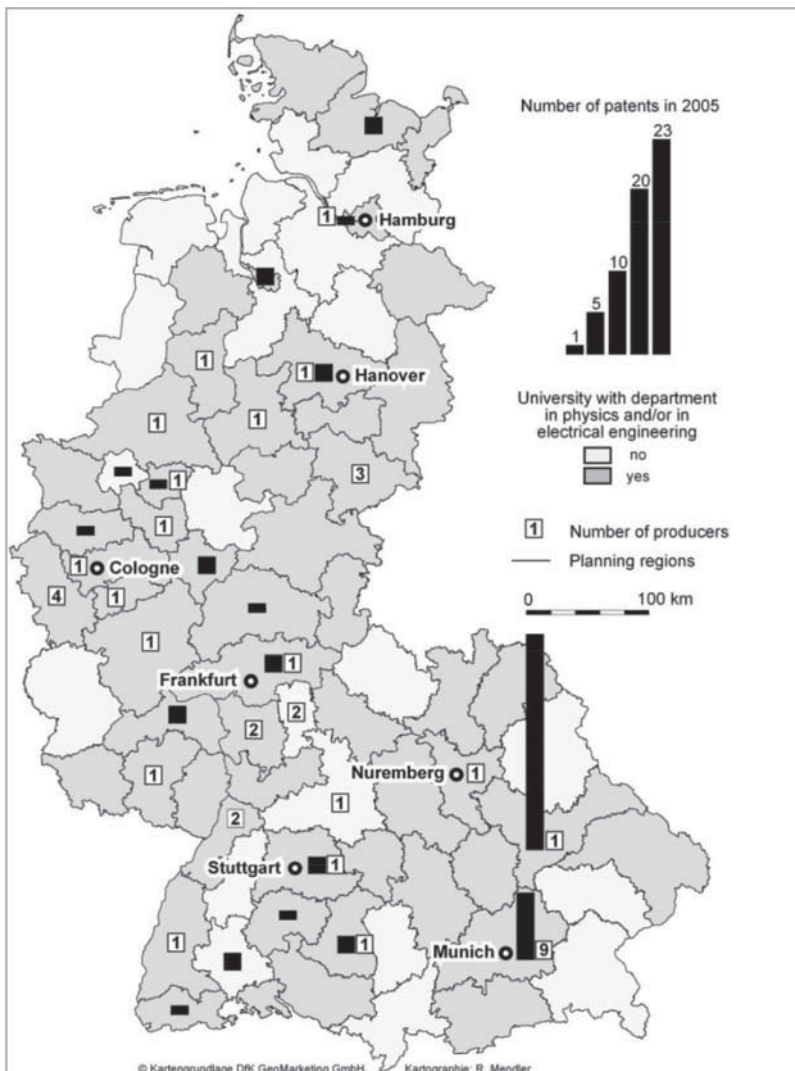 Number of patents in 2005
23
20
10
5
1
1 Hamburg
1
1 Hanover
University with department
in physics and/or in
electrical engineering
no
yes
1 1
3
1
1
1 Number of producers
Planning regions
1 Cologne
4 1
0 100 km
1
1
Frankfurt
2
2
1
Nuremberg 1
1
2
1
Stuttgart 1
1
1
Munich 9
© Kartengrundlage DfK GeoMarketing GmbH, Kartographie: R. Mendler